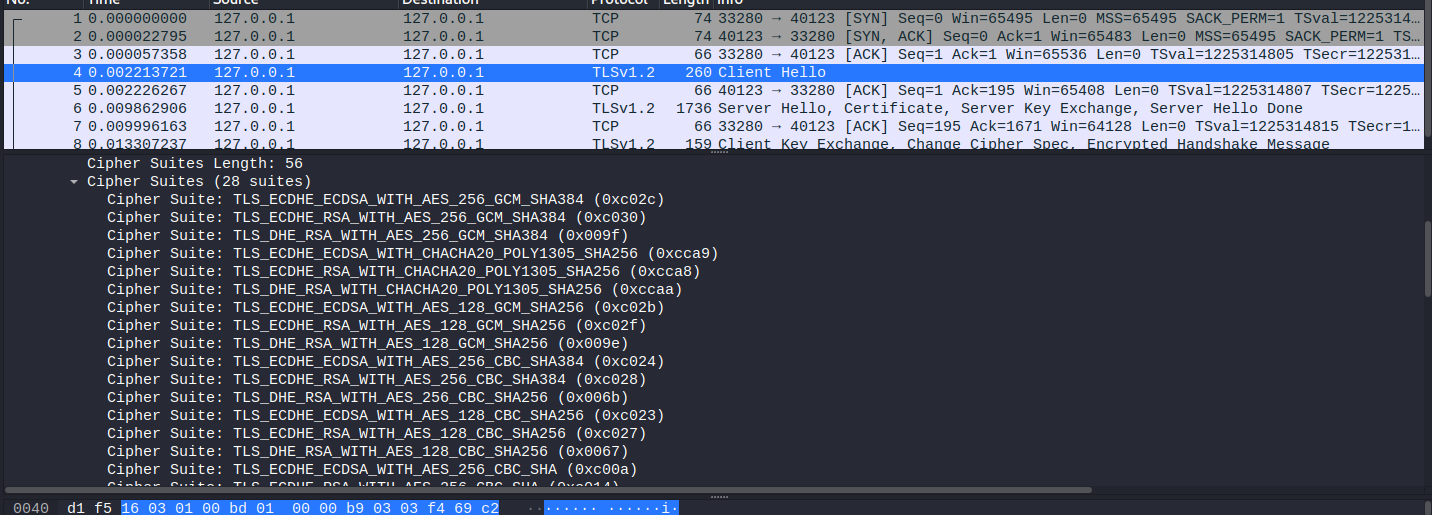 No. Time Source Destination Protocol Length Info
1 0.000000000 127.0.0.1 127.0.0.1 TCP 74 33280 → 40123 [SYN] Seq=0 Win=65495 Len=0 MSS=65495 SACK_PERM=1 TSval=1225314…
2 0.000022795 127.0.0.1 127.0.0.1 TCP 74 40123 → 33280 [SYN, ACK] Seq=0 Ack=1 Win=65483 Len=0 MSS=65495 SACK_PERM=1 TS…
3 0.000057358 127.0.0.1 127.0.0.1 TCP 66 33280 → 40123 [ACK] Seq=1 Ack=1 Win=65536 Len=0 TSval=1225314805 TSecr=122531…
4 0.002213721 127.0.0.1 127.0.0.1 TLSv1.2 260 Client Hello
5 0.002226267 127.0.0.1 127.0.0.1 TCP 66 40123 → 33280 [ACK] Seq=1 Ack=195 Win=65408 Len=0 TSval=1225314807 TSecr=1225…
6 0.009862906 127.0.0.1 127.0.0.1 TLSv1.2 1736 Server Hello, Certificate, Server Key Exchange, Server Hello Done
7 0.009996163 127.0.0.1 127.0.0.1 TCP 66 33280 → 40123 [ACK] Seq=195 Ack=1671 Win=64128 Len=0 TSval=1225314815 TSecr=1…
8 0.013307237 127.0.0.1 127.0.0.1 TLSv1.2 159 Client Key Exchange, Change Cipher Spec, Encrypted Handshake Message
Cipher Suites Length: 56
Cipher Suites (28 suites)
Cipher Suite: TLS_ECDHE_ECDSA_WITH_AES_256_GCM_SHA384 (0xc02c)
Cipher Suite: TLS_ECDHE_RSA_WITH_AES_256_GCM_SHA384 (0xc030)
Cipher Suite: TLS_DHE_RSA_WITH_AES_256_GCM_SHA384 (0x009f)
Cipher Suite: TLS_ECDHE_ECDSA_WITH_CHACHA20_POLY1305_SHA256 (0xcca9)
Cipher Suite: TLS_ECDHE_RSA_WITH_CHACHA20_POLY1305_SHA256 (0xcca8)
Cipher Suite: TLS_DHE_RSA_WITH_CHACHA20_POLY1305_SHA256 (0xccaa)
Cipher Suite: TLS_ECDHE_ECDSA_WITH_AES_128_GCM_SHA256 (0xc02b)
Cipher Suite: TLS_ECDHE_RSA_WITH_AES_128_GCM_SHA256 (0xc02f)
Cipher Suite: TLS_DHE_RSA_WITH_AES_128_GCM_SHA256 (0x009e)
Cipher Suite: TLS_ECDHE_ECDSA_WITH_AES_256_CBC_SHA384 (0xc024)
Cipher Suite: TLS_ECDHE_RSA_WITH_AES_256_CBC_SHA384 (0xc028)
Cipher Suite: TLS_DHE_RSA_WITH_AES_256_CBC_SHA256 (0x006b)
Cipher Suite: TLS_ECDHE_ECDSA_WITH_AES_128_CBC_SHA256 (0xc023)
Cipher Suite: TLS_ECDHE_RSA_WITH_AES_128_CBC_SHA256 (0xc027)
Cipher Suite: TLS_DHE_RSA_WITH_AES_128_CBC_SHA256 (0x0067)
Cipher Suite: TLS_ECDHE_ECDSA_WITH_AES_256_CBC_SHA (0xc00a)
Cipher Suite: TLS_ECDHE_RSA_WITH_AES_256_CBC_SHA (0xc014)
0040 d1 f5 16 03 01 00 bd 01 00 00 b9 03 03 f4 69 c2 ········ ······i·